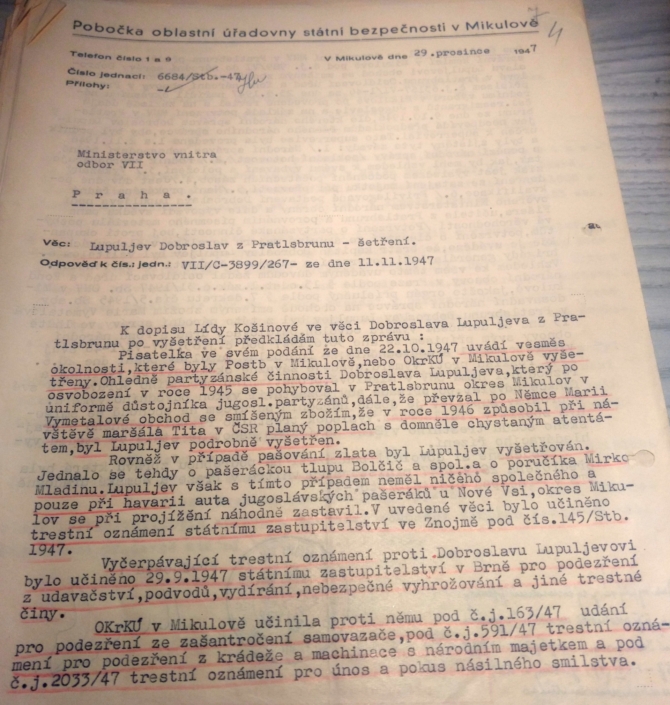 Pobočka oblastní úřadovny státní bezpečnosti v Mikulově
4
Telefon číslo 1 a 9
V Mikulově dne 29.prosince 1947
Číslo jednací: 6684/Stb.-47
Přílohy: -
Ministerstvo vnitra
odbor VII
P r a h a .
Věc: Lupuljev Dobroslav z Pratlsbrunu - šetření.
Odpověď k čís.: jedn.: VII/C-3899/267- ze dne 11.11.1947
K dopisu Lídy Košinové ve věci Dobroslava Lupuljeva z Pra-
tlsbrunu po vyšetření předkládám tuto zprávu :
Pisatelka ve svém podání že dne 22.10.1947 uvádí vesměs
okolnosti, které byly Postb v Mikulově,nebo OkrKÚ v Mikulově vyše-
třeny.Ohledně partyzánské činnosti Dobroslava Lupuljeva,který po
osvobození v roce 1945 se pohyboval v Pratlsbrunu okres Mikulov v
uniformě důstojníka jugosl.partyzánů,dále,že převzal po Němce Marii
Vymetalové obchod se smíšeným zbožím,že v roce 1946 způsobil při ná-
vštěvě maršála Tita v ČSR planý poplach s domněle chystaným atentá-
tem,byl Lupuljev podrobně vyšetřen.
Rovněž v případě pašování zlata byl Lupuljev vyšetřován.
Jednalo se tehdy o pašeráckou tlupu Bolčič a spol.a o poručíka Mirko
Mladinu.Lupuljev však s tímto případem neměl ničeho společného a
pouze při havarii auta jugoslávských pašeráků u Nové Vsi,okres Miku-
lov se při projíždění náhodně zastavil.V uvedené věci bylo učiněno
trestní oznámení státnímu zastupitelství ve Znojmě pod čís.145/Stb.
1947.
Vyčerpávající trestní oznámení proti Dobroslavu Lupuljevovi
bylo učiněno 29.9.1947 státnímu zastupitelství v Brně pro podezření
z udavačství,podvodů,vydírání,nebezpečné vyhrožování a jiné trestné
činy.
OKrKÚ v Mikulově učinila proti němu pod č.j.163/47 udání
pro podezření ze zašantročení samovazače,pod č.j.591/47 trestní ozná-
mení pro podezření z krádeže a machinace s národním majetkem a pod
č.j.2033/47 trestní oznámení pro únos a pokus násilného smilstva.